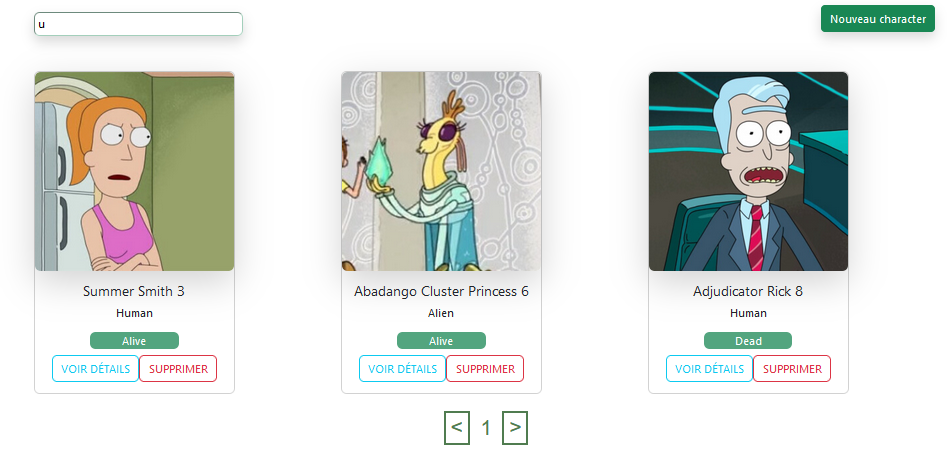 u
Nouveau character
Summer Smith 3
Human
Alive
VOIR DÉTAILS SUPPRIMER
Abadango Cluster Princess 6
Alien
Alive
VOIR DÉTAILS SUPPRIMER
Adjudicator Rick 8
Human
Dead
VOIR DÉTAILS SUPPRIMER
< 1 >